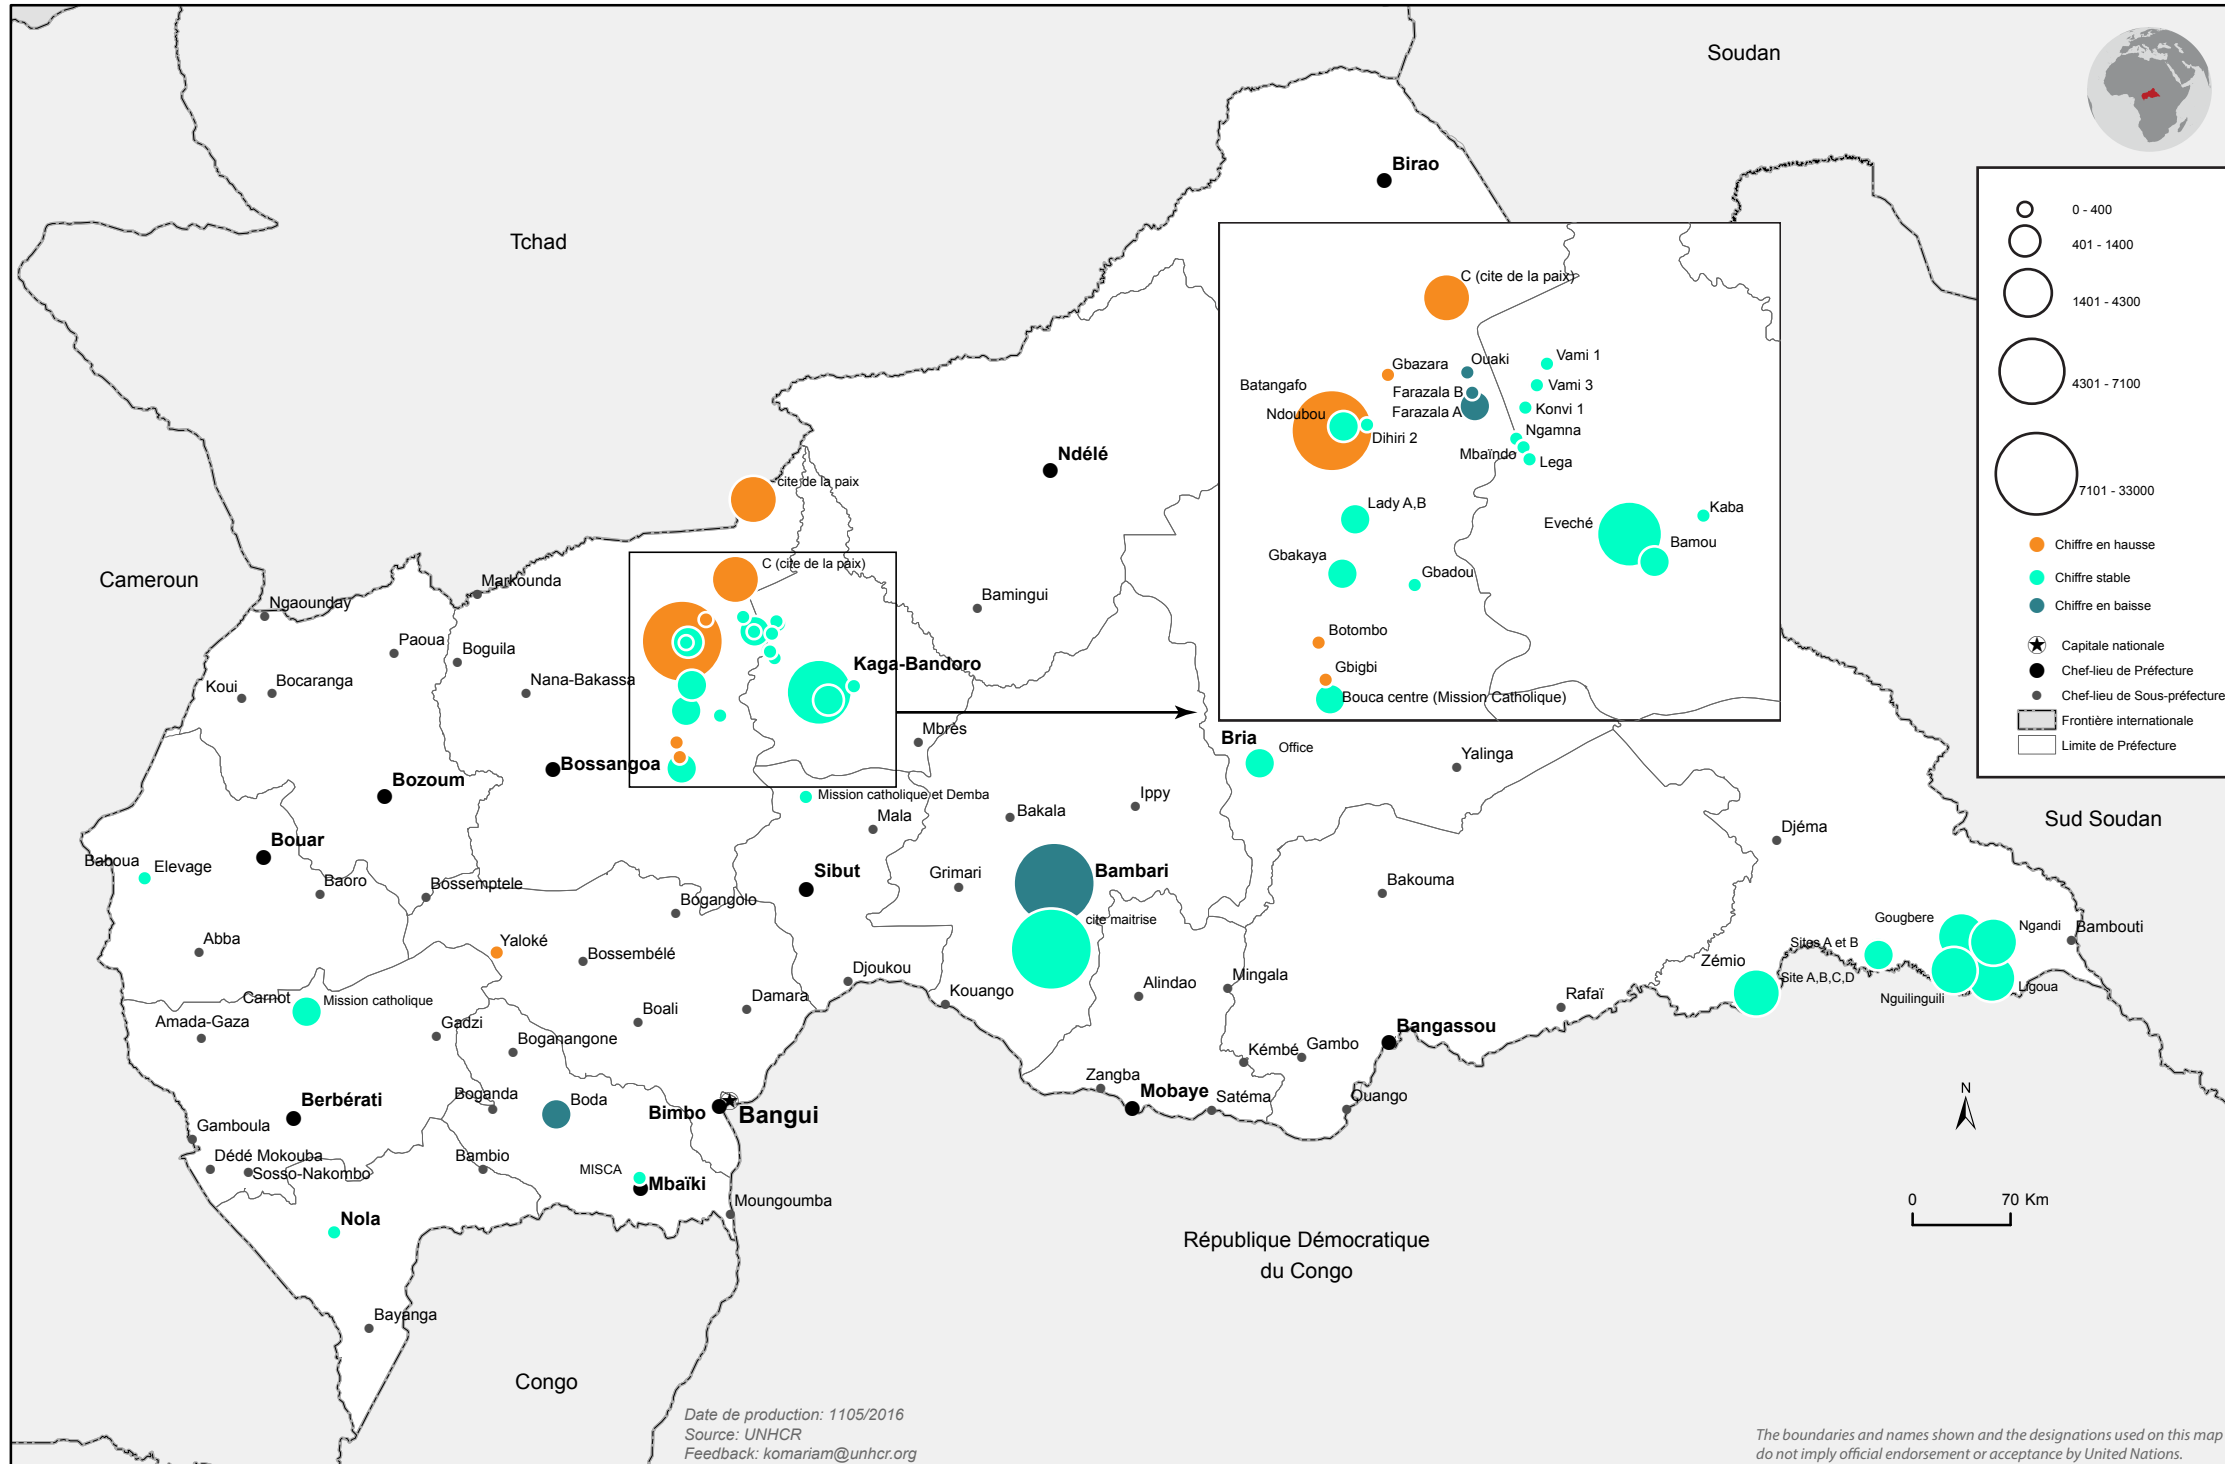 Soudan
Tchad
Cameroun
Birao
Ndélé
cite de la paix
C (cite de la paix)
Markounda
Ngaounday
Paoua
Boguila
Koui
Bocaranga
Nana-Bakassa
Bamingui
Kaga-Bandoro
Mbrés
Bossangoa
Bozoum
Bouar
Baboua
Elevage
Baoro
Bossemptele
Abba
Yaloké
Bossembélé
Bogangolo
Mission catholique et Demba
Mala
Sibut
Bakala
Ippy
Grimari
Bambari
cite maitrise
Bria
Office
Yalinga
Bakouma
Djéma
Sud Soudan
Gougbere
Ngandi
Bambouti
Sites A et B
Zémio
Site A,B,C,D
Nguilinguili
Ligoua
Rafaï
Carnot
Mission catholique
Amada-Gaza
Gadzi
Boali
Damara
Djoukou
Kouango
Alindao
Mingala
Boganangone
Boganda
Boda
Berbérati
Gamboula
Dédé Mokouba
Sosso-Nakombo
Bambio
Bimbo
Bangui
MISCA
Mbaïki
Moungoumba
Nola
Bayanga
Zangba
Mobaye
Satéma
Kémbé
Gambo
Bangassou
Ouango
République Démocratique
du Congo
Congo
C (cite de la paix)
Gbazara
Ouaki
Vami 1
Vami 3
Batangafo
Farazala B
Farazala A
Konvi 1
Ndoubou
Dihiri 2
Ngamna
Mbaïndo
Lega
Lady A,B
Eveché
Kaba
Bamou
Gbakaya
Gbadou
Botombo
Gbigbi
Bouca centre (Mission Catholique)
0 - 400
401 - 1400
1401 - 4300
4301 - 7100
7101 - 33000
Chiffre en hausse
Chiffre stable
Chiffre en baisse
Capitale nationale
Chef-lieu de Préfecture
Chef-lieu de Sous-préfecture
Frontière internationale
Limite de Préfecture
N
0 70 Km
Date de production: 1105/2016
Source: UNHCR
Feedback: komariam@unhcr.org
The boundaries and names shown and the designations used on this map
do not imply official endorsement or acceptance by United Nations.